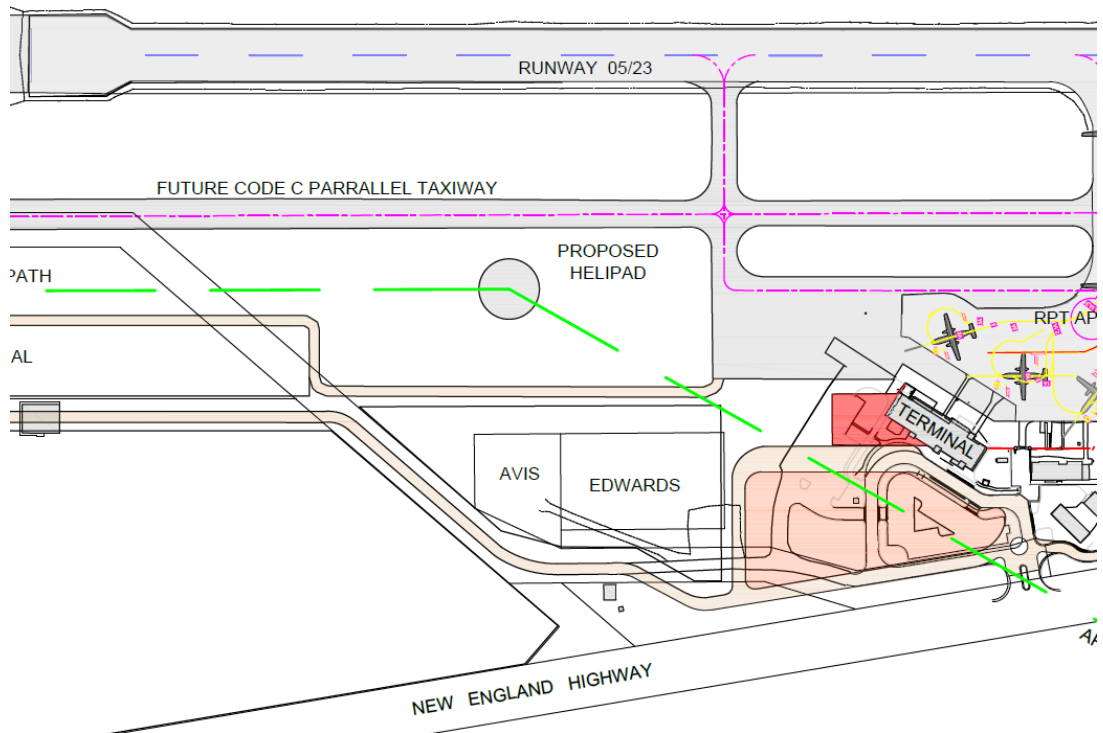 RUNWAY 05/23
FUTURE CODE C PARRALLEL TAXIWAY
PROPOSED
HELIPAD
PATH
RPT AP
AL
TERMINAL
AVIS
EDWARDS
NEW ENGLAND HIGHWAY